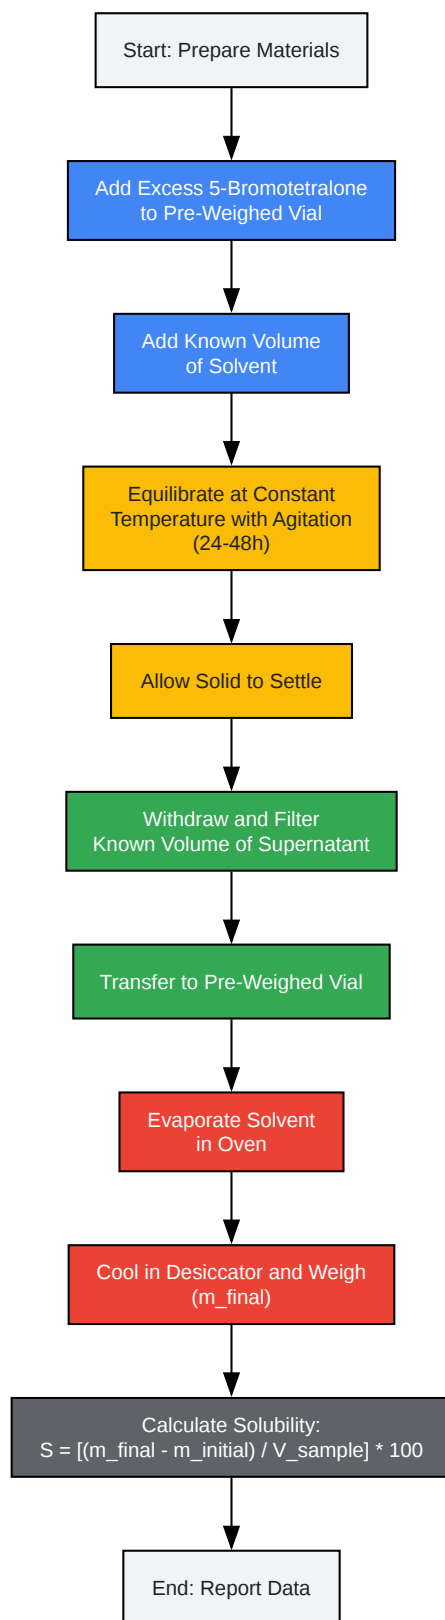 Start: Prepare Materials
Add Excess 5-Bromotetralone
to Pre-Weighed Vial
Add Known Volume
of Solvent
Equilibrate at Constant
Temperature with Agitation
(24-48h)
Allow Solid to Settle
Withdraw and Filter
Known Volume of Supernatant
Transfer to Pre-Weighed Vial
Evaporate Solvent
in Oven
Cool in Desiccator and Weigh
(m_final)
Calculate Solubility:
S = [(m_final - m_initial) / V_sample] * 100
End: Report Data